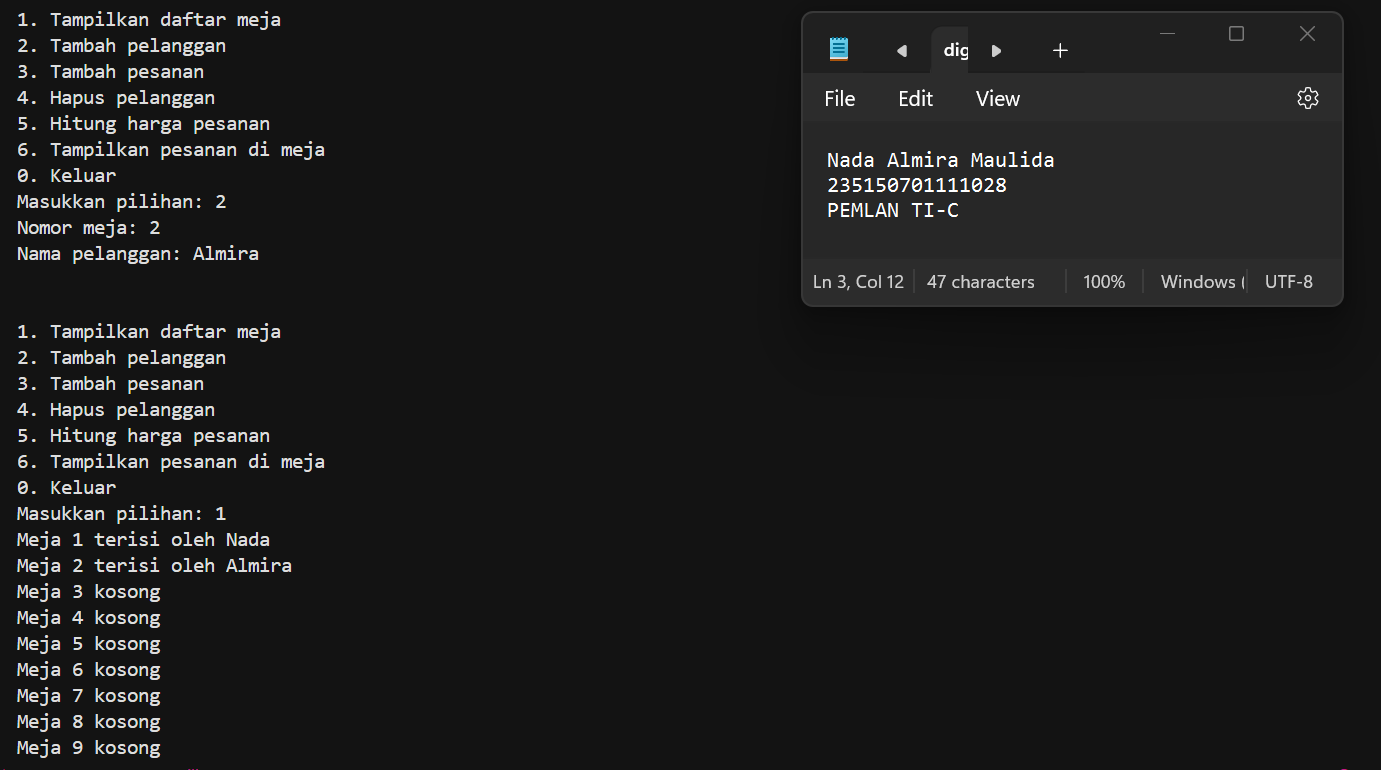 1. Tampilkan daftar meja
2. Tambah pelanggan
3. Tambah pesanan
4. Hapus pelanggan
5. Hitung harga pesanan
6. Tampilkan pesanan di meja
0. Keluar
Masukkan pilihan: 2
Nomor meja: 2
Nama pelanggan: Almira
1. Tampilkan daftar meja
2. Tambah pelanggan
3. Tambah pesanan
4. Hapus pelanggan
5. Hitung harga pesanan
6. Tampilkan pesanan di meja
0. Keluar
Masukkan pilihan: 1
Meja 1 terisi oleh Nada
Meja 2 terisi oleh Almira
Meja 3 kosong
Meja 4 kosong
Meja 5 kosong
Meja 6 kosong
Meja 7 kosong
Meja 8 kosong
Meja 9 kosong
dig
File Edit View
Nada Almira Maulida
235150701111028
PEMLAN TI-C
Ln 3, Col 12 47 characters 100% Windows ( UTF-8